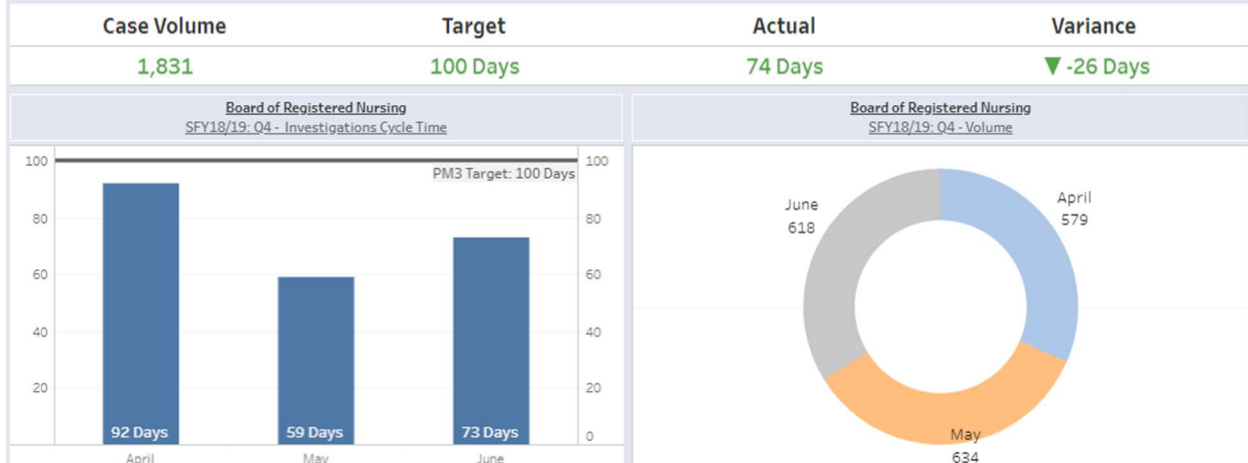 Case Volume Target Actual Variance
1,831 100 Days 74 Days ▼ -26 Days
Board of Registered Nursing
SFY18/19: Q4 - Investigations Cycle Time
100 100
PM3 Target: 100 Days
80 80
60 60
40 40
20 20
0
92 Days 59 Days 73 Days
April May June
Board of Registered Nursing
SFY18/19: Q4 - Volume
June
618
April
579
May
634